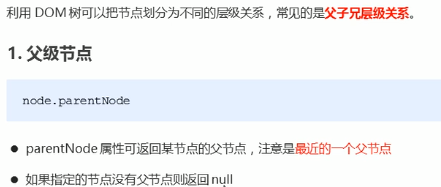 利用 DOM 树可以把节点划分为不同的层级关系，常见的是父子兄层级关系。
1. 父级节点
node.parentNode
● parentNode 属性可返回某节点的父节点，注意是最近的一个父节点
● 如果指定的节点没有父节点则返回 null